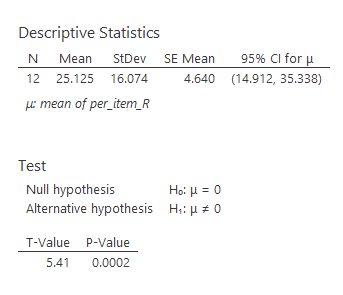 Descriptive Statistics
N Mean StDev SE Mean 95% CI for μ
12 25.125 16.074 4.640 (14.912, 35.338)
μ: mean of per_item_R
Test
Null hypothesis H₀: μ = 0
Alternative hypothesis H₁: μ ≠ 0
T-Value P-Value
5.41 0.0002